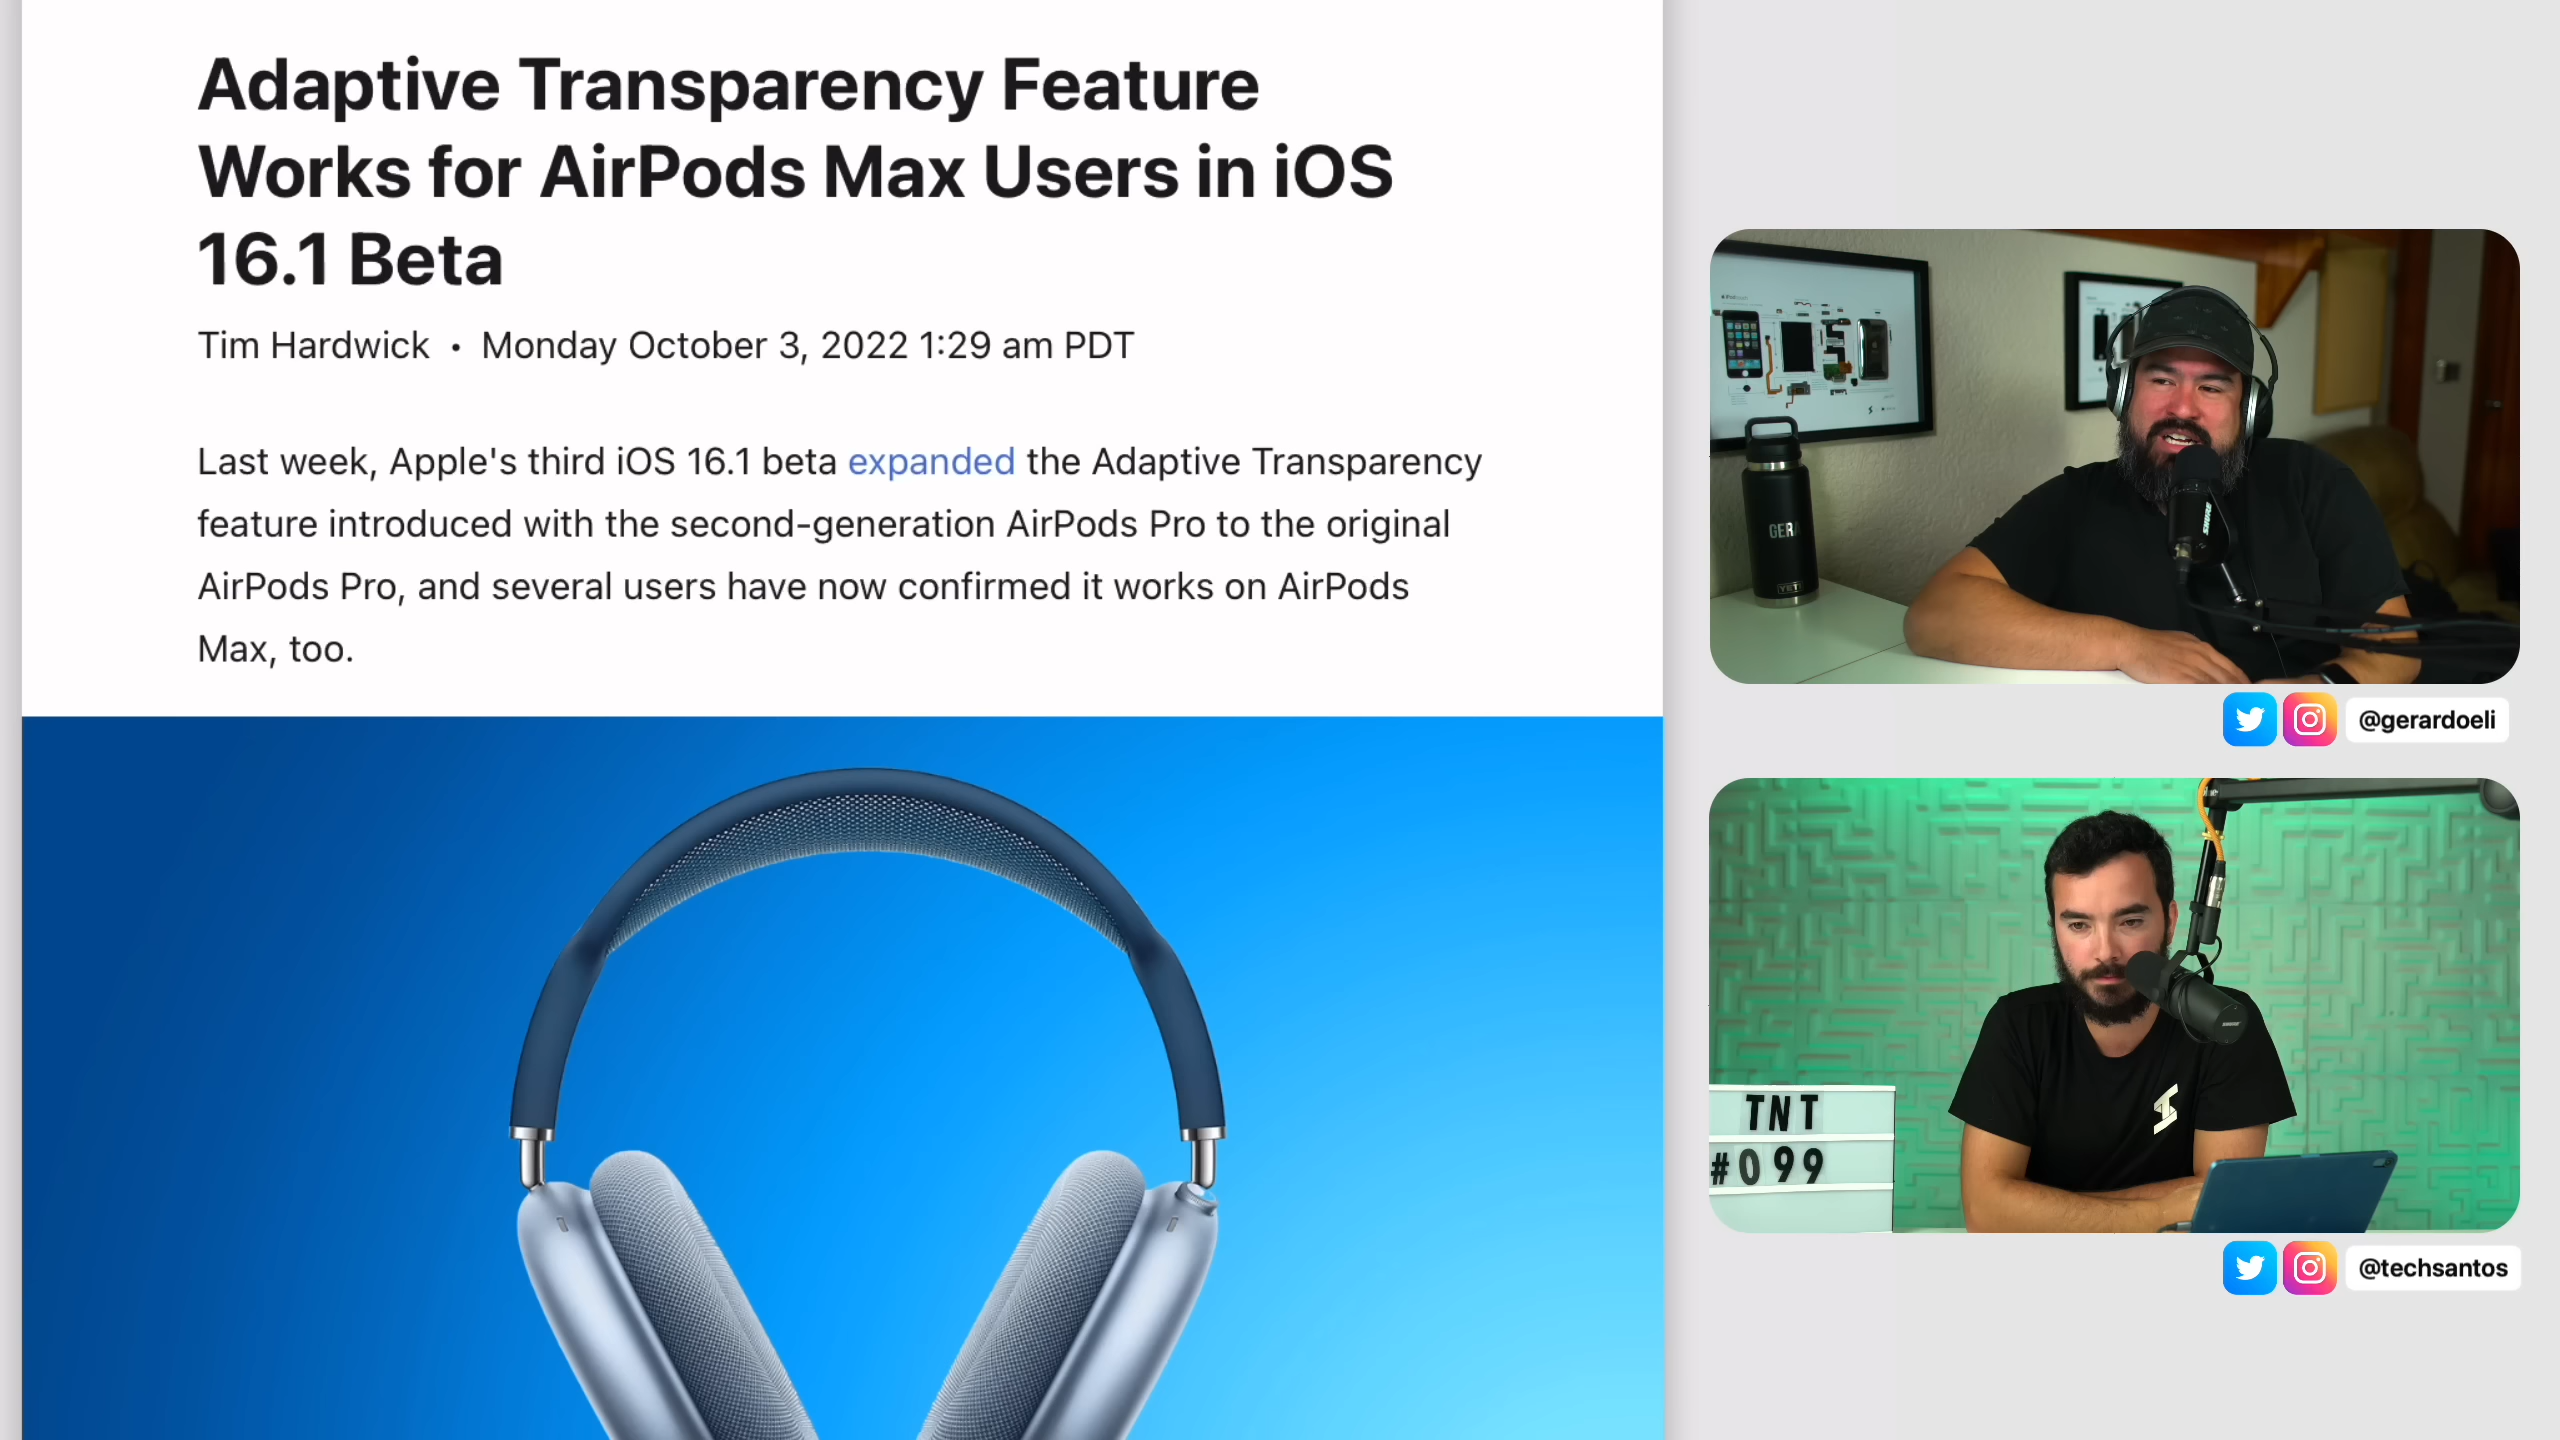 Adaptive Transparency Feature
Works for AirPods Max Users in iOS
16.1 Beta
Tim Hardwick • Monday October 3, 2022 1:29 am PDT
Last week, Apple's third iOS 16.1 beta expanded the Adaptive Transparency
feature introduced with the second-generation AirPods Pro to the original
AirPods Pro, and several users have now confirmed it works on AirPods
Max, too.
GERA
YETI
SHURE
@gerardoeli
TNT
#099
@techsantos